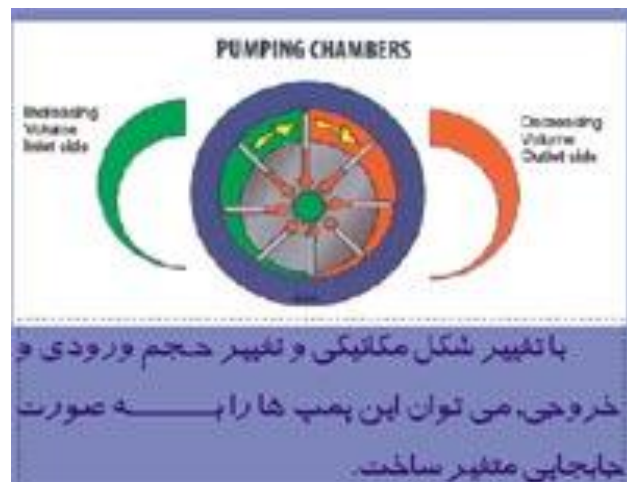 PUMPING CHAMBERS
Increasing
Volume
Inlet side
Decreasing
Volume
Outlet side
با تغییر شکل مکانیکی و تغییر حجم ورودی و
خروجی، می توان این پمپ ها را بـــــــه صورت
جابجایی متغیر ساخت.